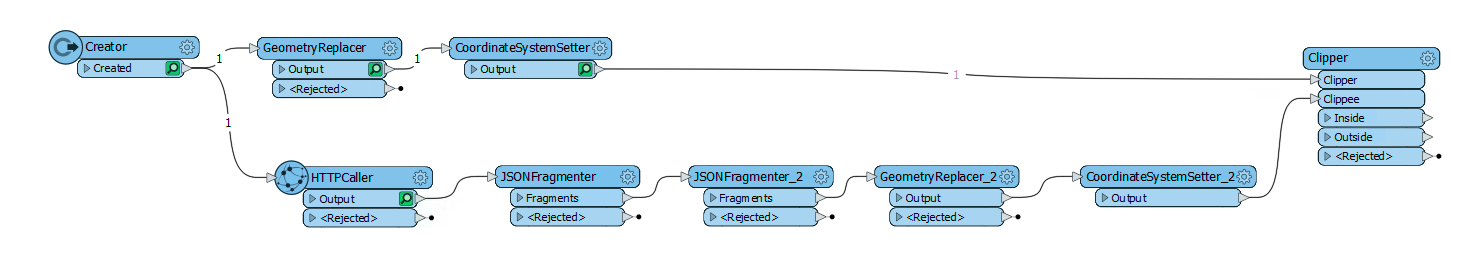 Creator
Created
1
GeometryReplacer
Output
<Rejected>
1
CoordinateSystemSetter
Output
1
Clipper
Clipper
Clippee
Inside
Outside
<Rejected>
1
HTTPCaller
Output
<Rejected>
JSONFragmenter
Fragments
<Rejected>
JSONFragmenter_2
Fragments
<Rejected>
GeometryReplacer_2
Output
<Rejected>
CoordinateSystemSetter_2
Output